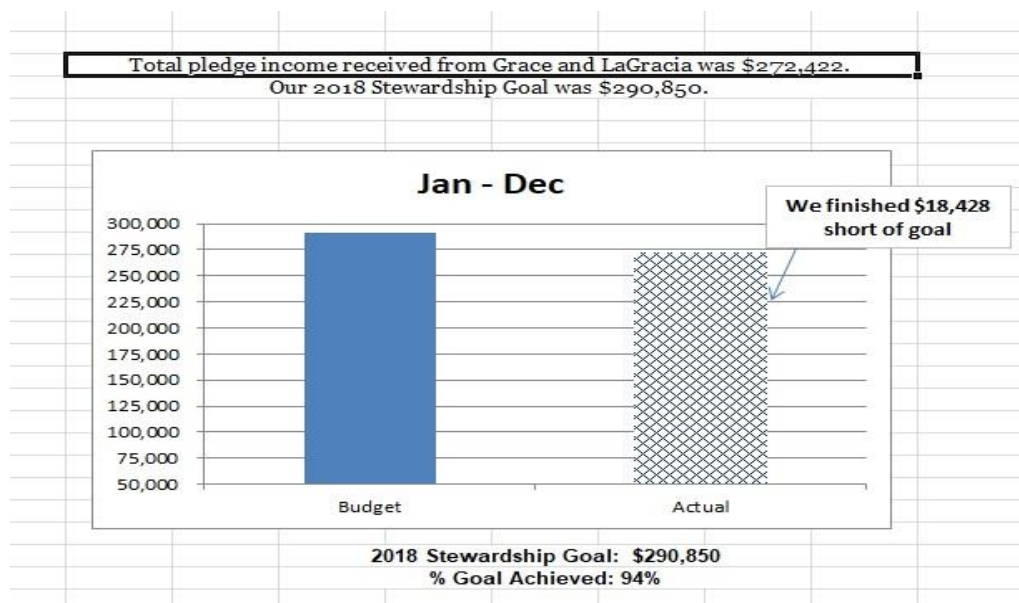 Total pledge income received from Grace and LaGracia was $272,422.
Our 2018 Stewardship Goal was $290,850.
Jan - Dec
We finished $18,428
short of goal
300,000
275,000
250,000
225,000
200,000
175,000
150,000
125,000
100,000
75,000
50,000
Budget
Actual
2018 Stewardship Goal: $290,850
% Goal Achieved: 94%